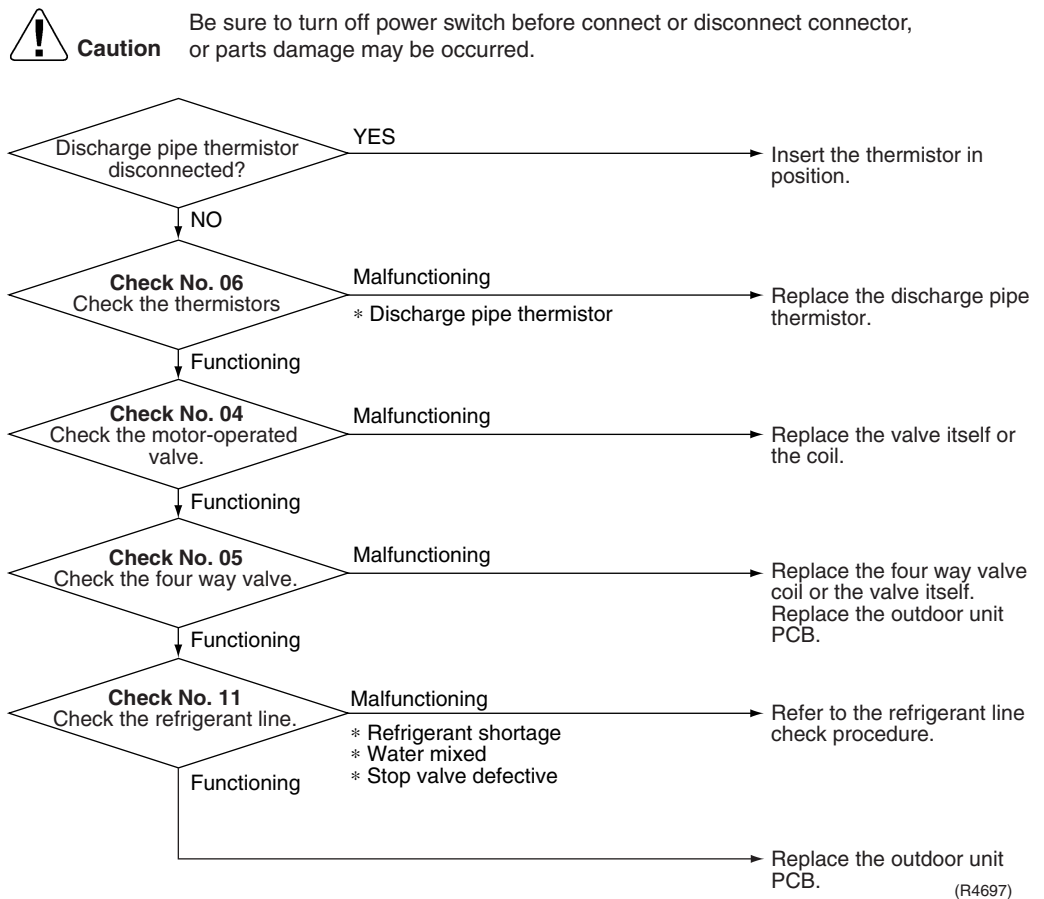 Be sure to turn off power switch before connect or disconnect connector,
Caution or parts damage may be occurred.
Discharge pipe thermistor
disconnected?
YES
Insert the thermistor in
position.
NO
Check No. 06
Check the thermistors
Malfunctioning
* Discharge pipe thermistor
Replace the discharge pipe
thermistor.
Functioning
Check No. 04
Check the motor-operated
valve.
Malfunctioning
Replace the valve itself or
the coil.
Functioning
Check No. 05
Check the four way valve.
Malfunctioning
Replace the four way valve
coil or the valve itself.
Replace the outdoor unit
PCB.
Functioning
Check No. 11
Check the refrigerant line.
Malfunctioning
* Refrigerant shortage
* Water mixed
* Stop valve defective
Refer to the refrigerant line
check procedure.
Functioning
Replace the outdoor unit
PCB.
(R4697)